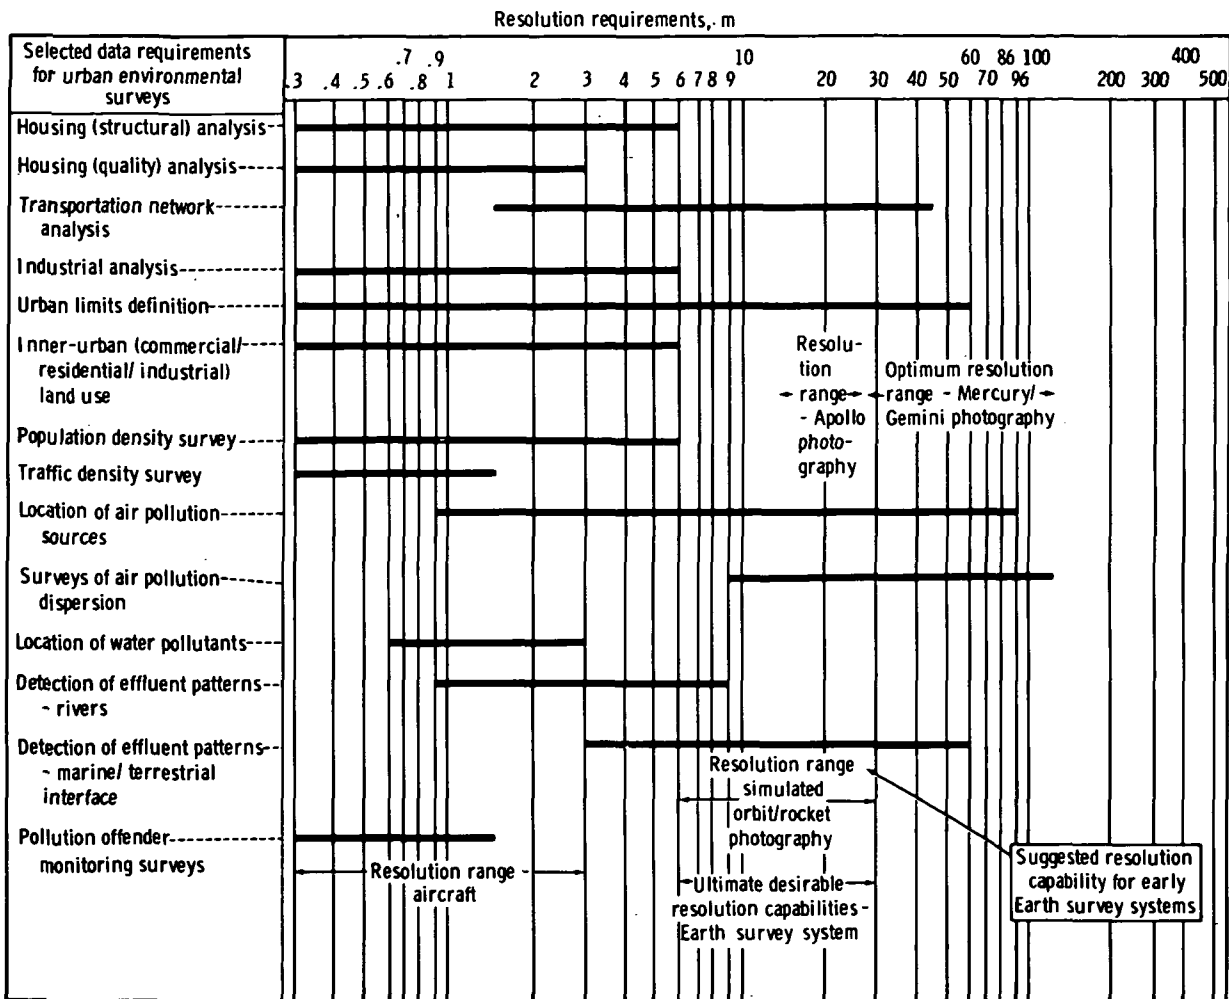 Resolution requirements, m
Selected data requirements
for urban environmental
surveys
.7 .9 10 60 86 100 400
.3 .4 .5 .6 .8 1 2 3 4 5 6 7 8 9 20 30 40 50 70 96 200 300 500
Housing (structural) analysis
Housing (quality) analysis
Transportation network
analysis
Industrial analysis
Urban limits definition
Inner-urban (commercial/
residential/ industrial)
land use
Resolu-
tion
range
- Apollo
photo-
graphy
Optimum resolution
range - Mercury/
Gemini photography
Population density survey
Traffic density survey
Location of air pollution
sources
Surveys of air pollution
dispersion
Location of water pollutants
Detection of effluent patterns
- rivers
Detection of effluent patterns
- marine/ terrestrial
interface
Resolution range
simulated
orbit/rocket
photography
Pollution offender
monitoring surveys
Resolution range -
aircraft
Ultimate desirable
resolution capabilities -
Earth survey system
Suggested resolution
capability for early
Earth survey systems